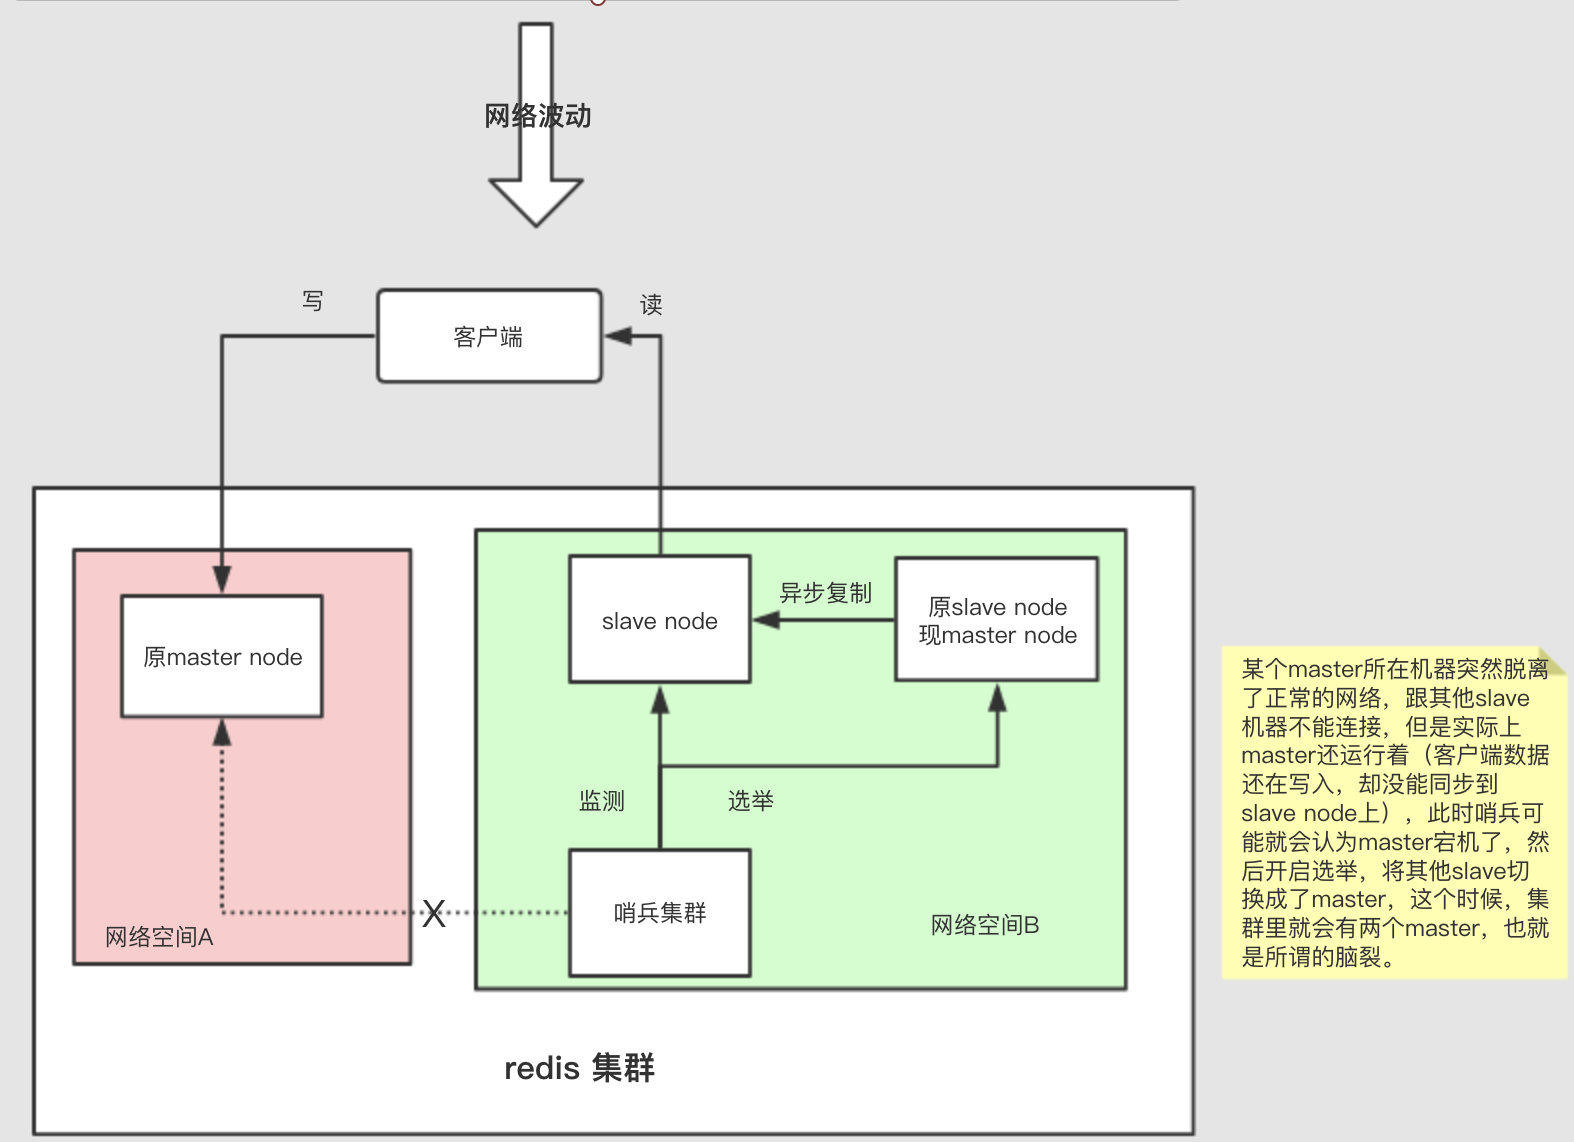 网络波动
写
读
客户端
原master node
slave node
异步复制
原slave node
现master node
监测
选举
哨兵集群
网络空间A
X
网络空间B
redis 集群
某个master所在机器突然脱离
了正常的网络，跟其他slave
机器不能连接，但是实际上
master还运行着（客户端数据
还在写入，却没能同步到
slave node上），此时哨兵可
能就会认为master宕机了，然
后开启选举，将其他slave切
换成了master，这个时候，集
群里就会有两个master，也就
是所谓的脑裂。